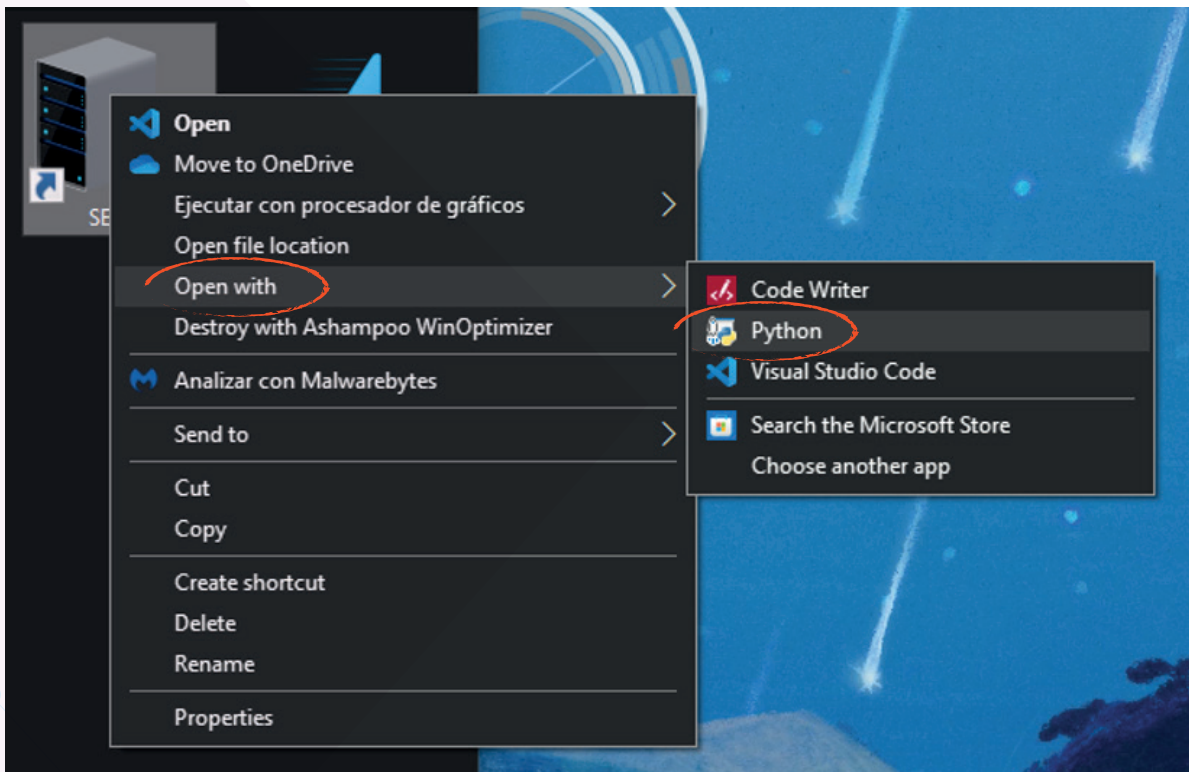 SE
Open
Move to OneDrive
Ejecutar con procesador de gráficos
Open file location
Open with
Destroy with Ashampoo WinOptimizer
Analizar con Malwarebytes
Send to
Cut
Copy
Create shortcut
Delete
Rename
Properties
Code Writer
Python
Visual Studio Code
Search the Microsoft Store
Choose another app